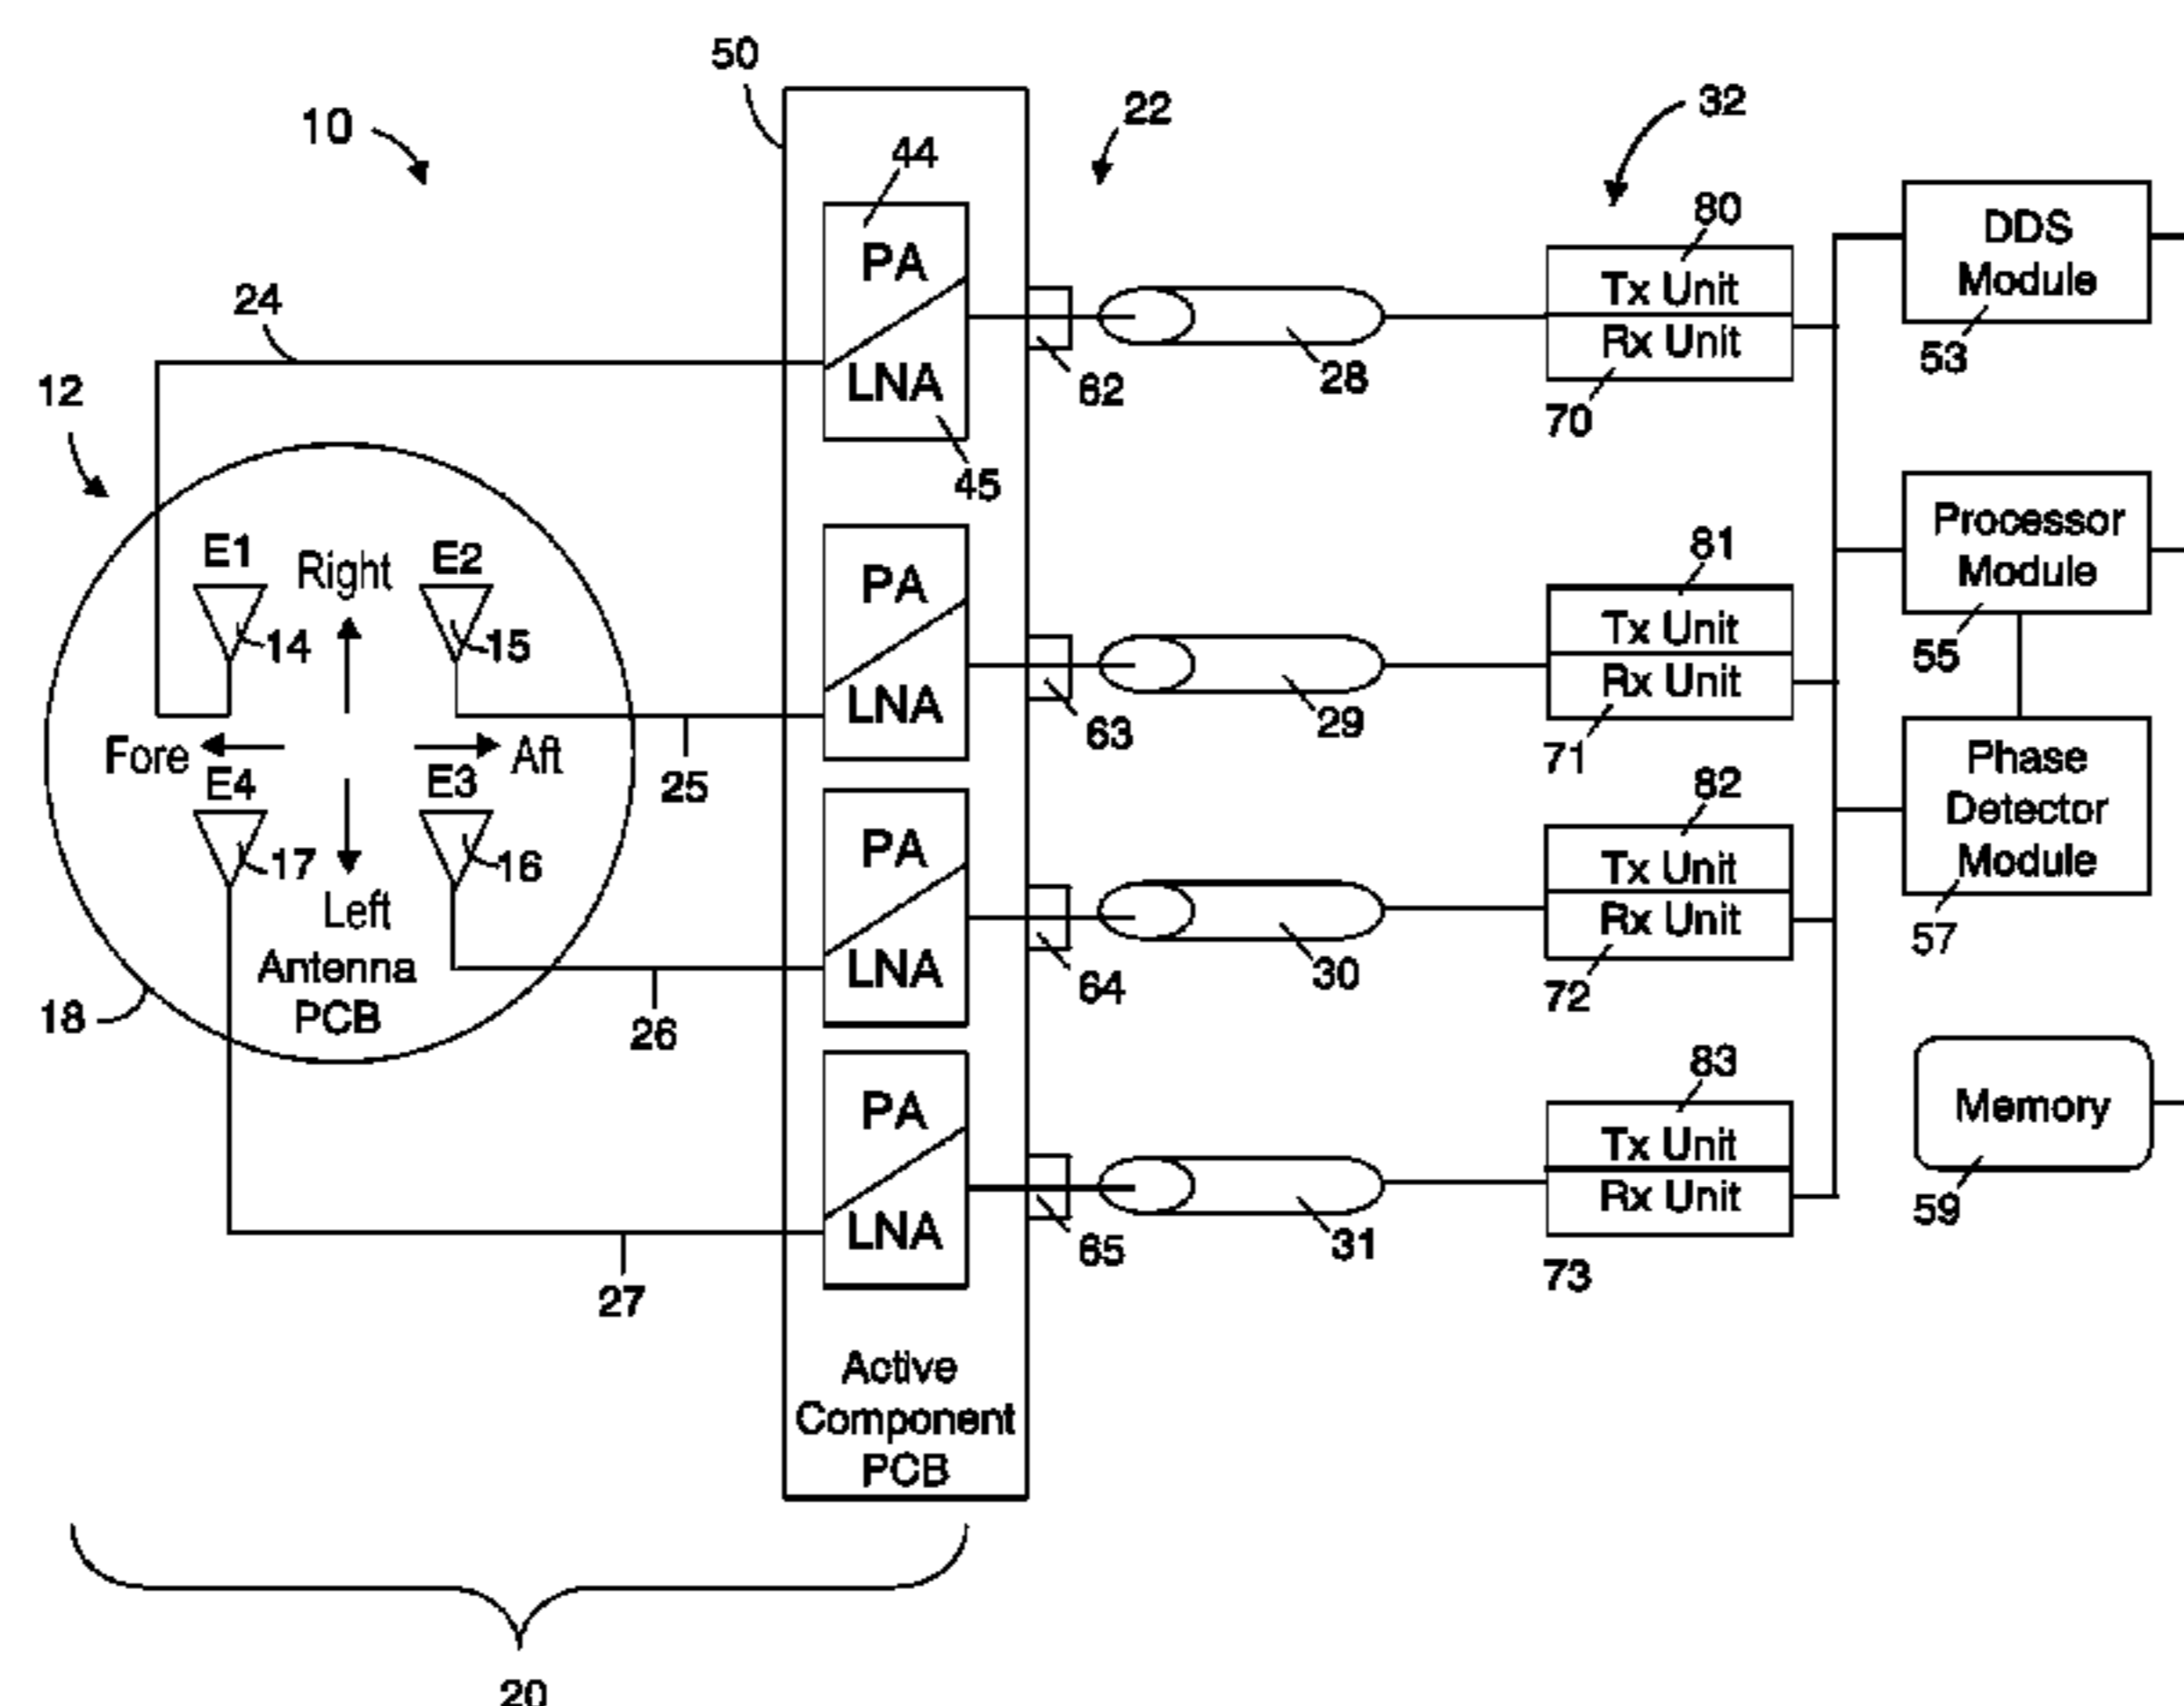 50
10
22
32
44
80
PA
DDS
Module
Tx Unit
24
Rx Unit
LNA
62
28
53
12
70
45
E1
Right
E2
PA
81
Processor
Module
14
15
Tx Unit
Rx Unit
LNA
63
29
55
71
Fore
Aft
25
E4
E3
82
Phase
Detector
Module
PA
17
16
Tx Unit
Left
Rx Unit
Antenna
PCB
LNA
64
30
57
72
18
26
83
PA
Memory
Tx Unit
Rx Unit
LNA
65
31
59
73
27
Active
Component
PCB
20